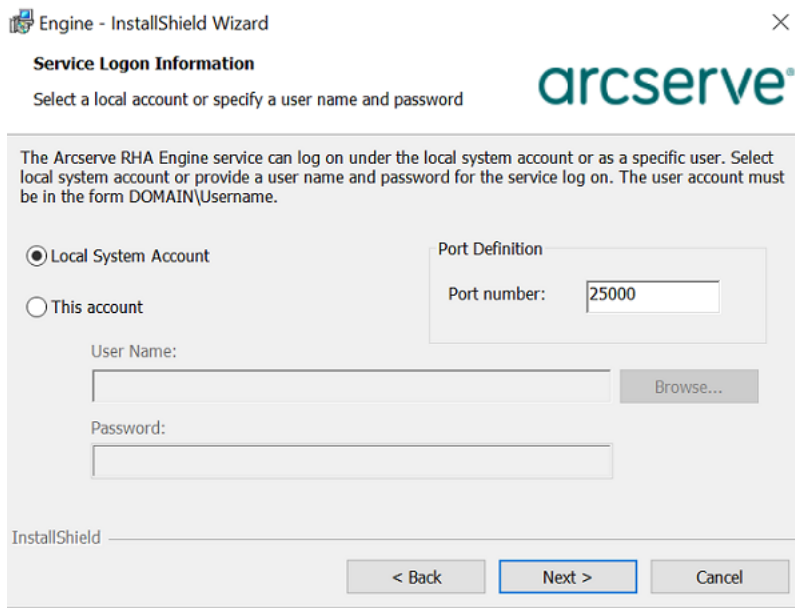 Engine - InstallShield Wizard
Service Logon Information
Select a local account or specify a user name and password
arcserve®
The Arcserve RHA Engine service can log on under the local system account or as a specific user. Select
local system account or provide a user name and password for the service log on. The user account must
be in the form DOMAIN\Username.
Local System Account
Port Definition
Port number:
25000
This account
User Name:
Browse...
Password:
InstallShield
< Back
Next >
Cancel